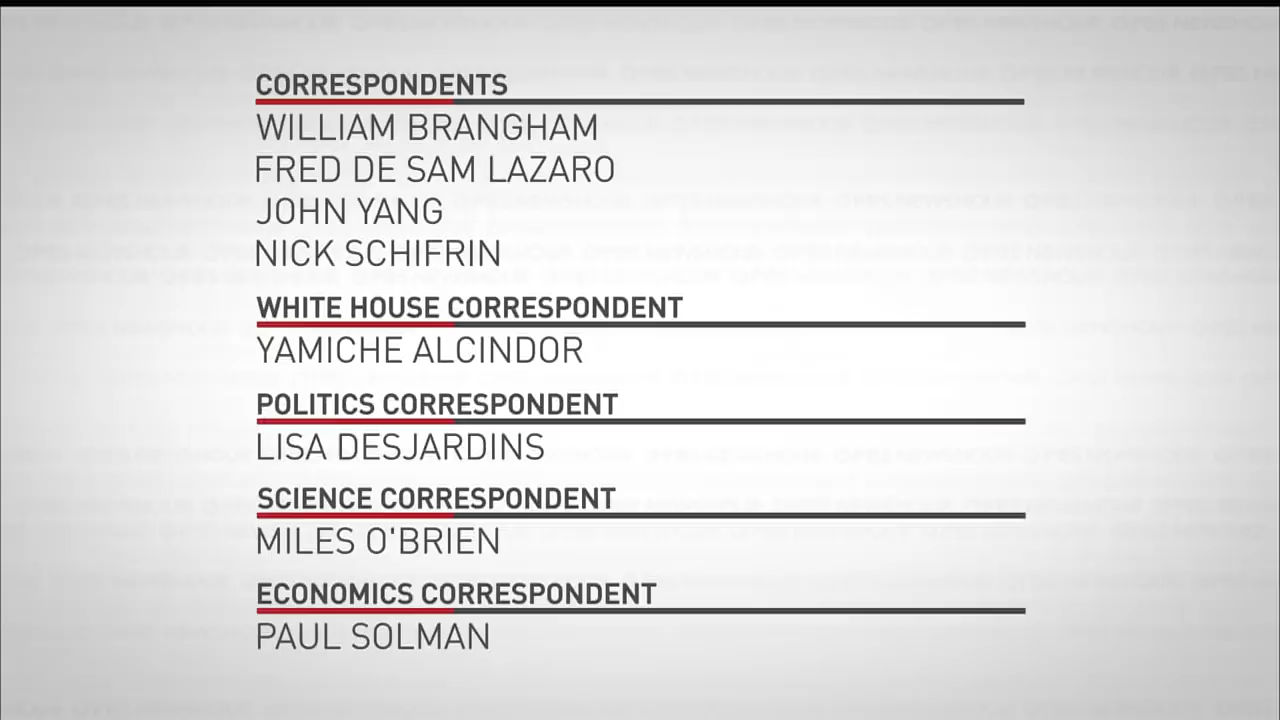 CORRESPONDENTS
WILLIAM BRANGHAM
FRED DE SAM LAZARO
JOHN YANG
NICK SCHIFRIN
WHITE HOUSE CORRESPONDENT
YAMICHE ALCINDOR
POLITICS CORRESPONDENT
LISA DESJARDINS
SCIENCE CORRESPONDENT
MILES O'BRIEN
ECONOMICS CORRESPONDENT
PAUL SOLMAN